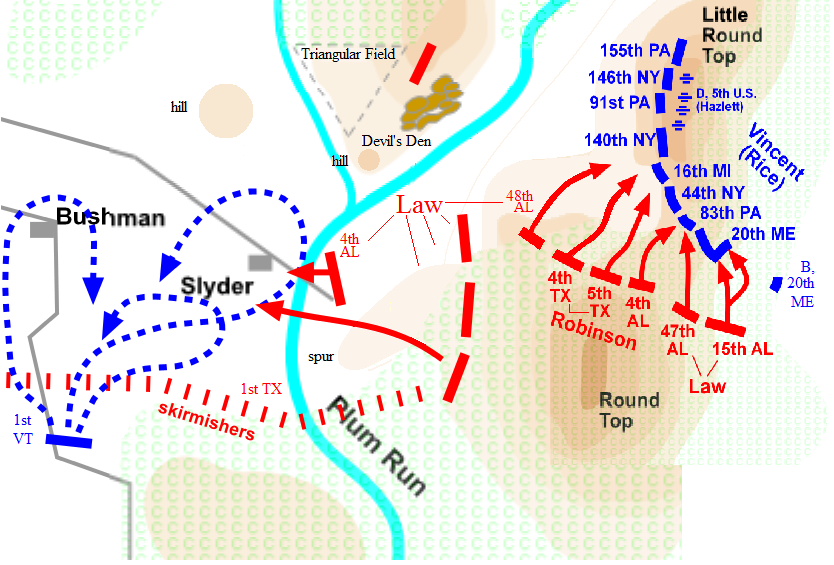 Little
Round
Top
155th PA
146th NY
D, 5th U.S.
(Hazlett)
91st PA
140th NY
Vincent
(Rice)
16th MI
44th NY
83th PA
20th ME
B,
20th
ME
Triangular Field
hill
Devil's Den
hill
Law
48th
AL
4th
AL
Bushman
Slyder
4th
TX
5th
TX
4th
AL
Robinson
47th
AL
15th AL
Law
spur
1st TX
skirmishers
1st
VT
Plum Run
Round
Top